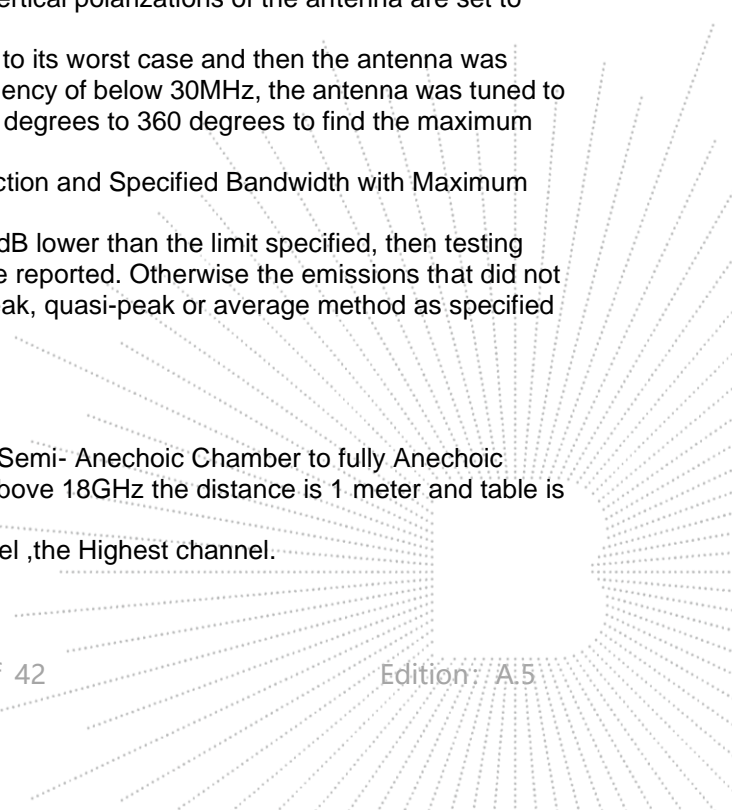 ertical polarizations of the antenna are set to
to its worst case and then the antenna was
ency of below 30MHz, the antenna was tuned to
degrees to 360 degrees to find the maximum
ction and Specified Bandwidth with Maximum
dB lower than the limit specified, then testing
e reported. Otherwise the emissions that did not
eak, quasi-peak or average method as specified
Semi- Anechoic Chamber to fully Anechoic
bove 18GHz the distance is 1 meter and table is
el ,the Highest channel.
f 42 Edition: A.5